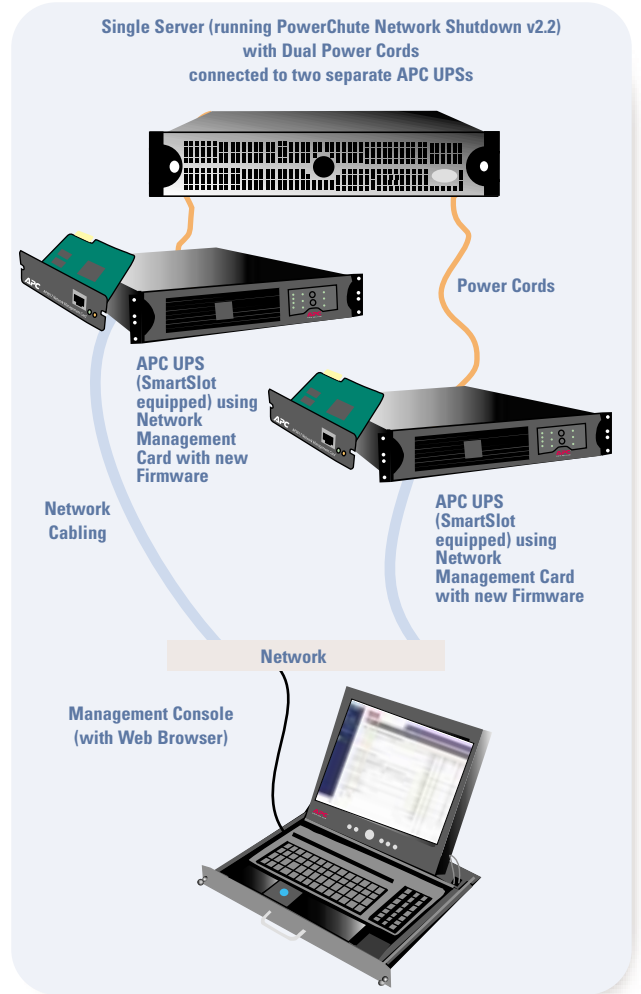 Single Server (running PowerChute Network Shutdown v2.2)
with Dual Power Cords
connected to two separate APC UPSs
Power Cords
APC
APC UPS
(SmartSlot
equipped) using
Network
Management
Card with new
Firmware
APC
Network
Cabling
APC UPS
(SmartSlot
equipped) using
Network
Management Card
with new Firmware
Network
Management Console
(with Web Browser)